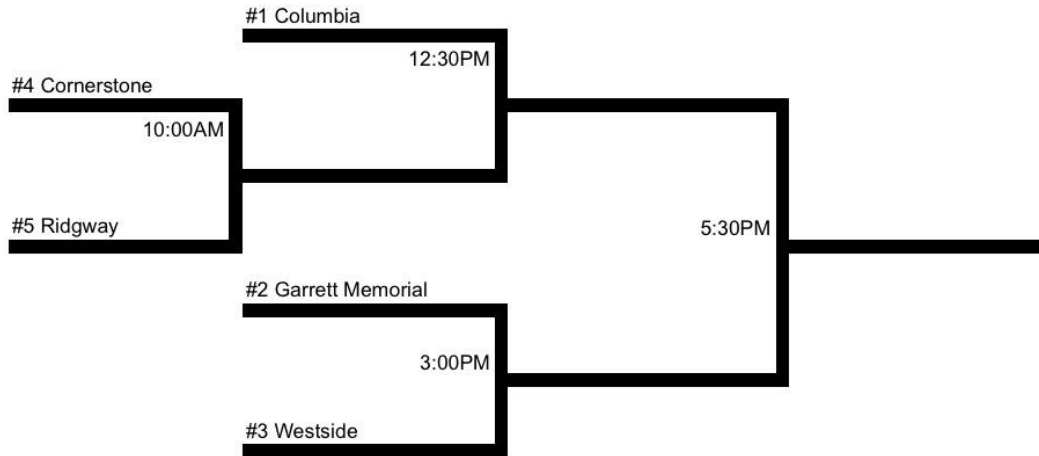 #1 Columbia
12:30PM
#4 Cornerstone
10:00AM
#5 Ridgway
5:30PM
#2 Garrett Memorial
3:00PM
#3 Westside